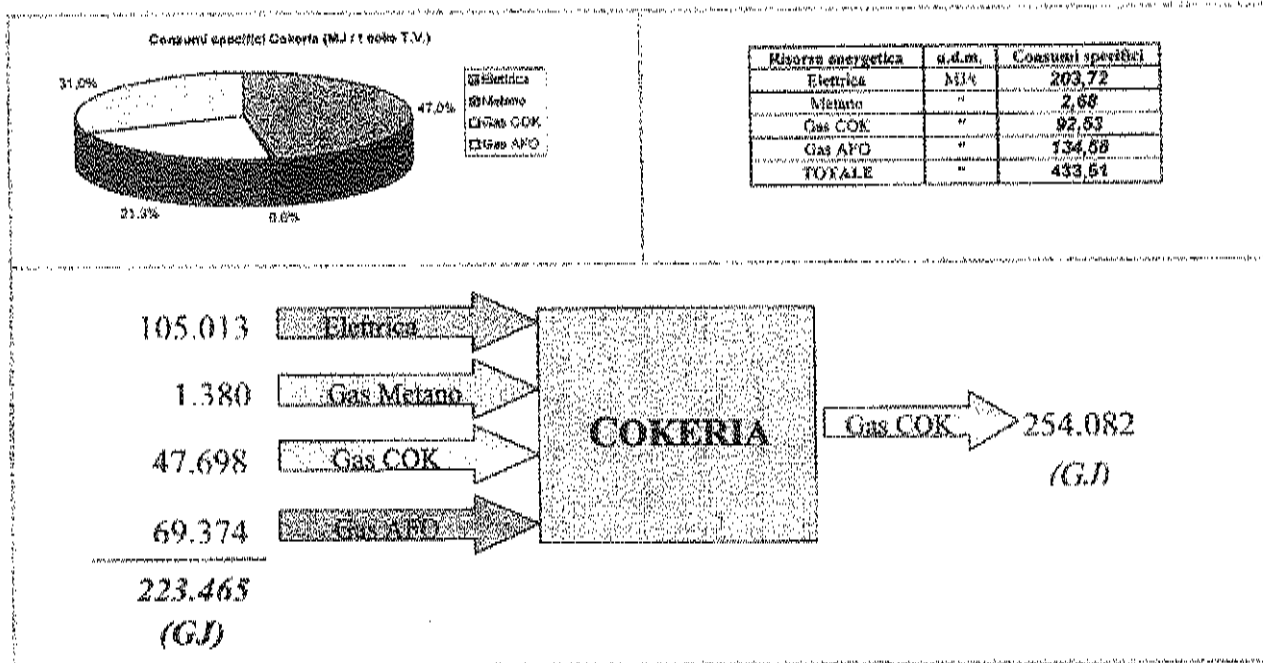 Consumi specifici Cokeria (MJ / t coke T.V.)
31,0%
47,0%
21,3%
0,6%
Elettrica
Metano
Gas COK
Gas AFO
Risorsa energetica u.d.m. Consumi specifici
Elettrica MJ/t 203,72
Metano " 2,68
Gas COK " 92,53
Gas AFO " 134,58
TOTALE " 433,51
105.013 Elettrica
1.380 Gas Metano
47.698 Gas COK
69.374 Gas AFO
223.465
(GJ)
COKERIA
Gas COK 254.082
(GJ)